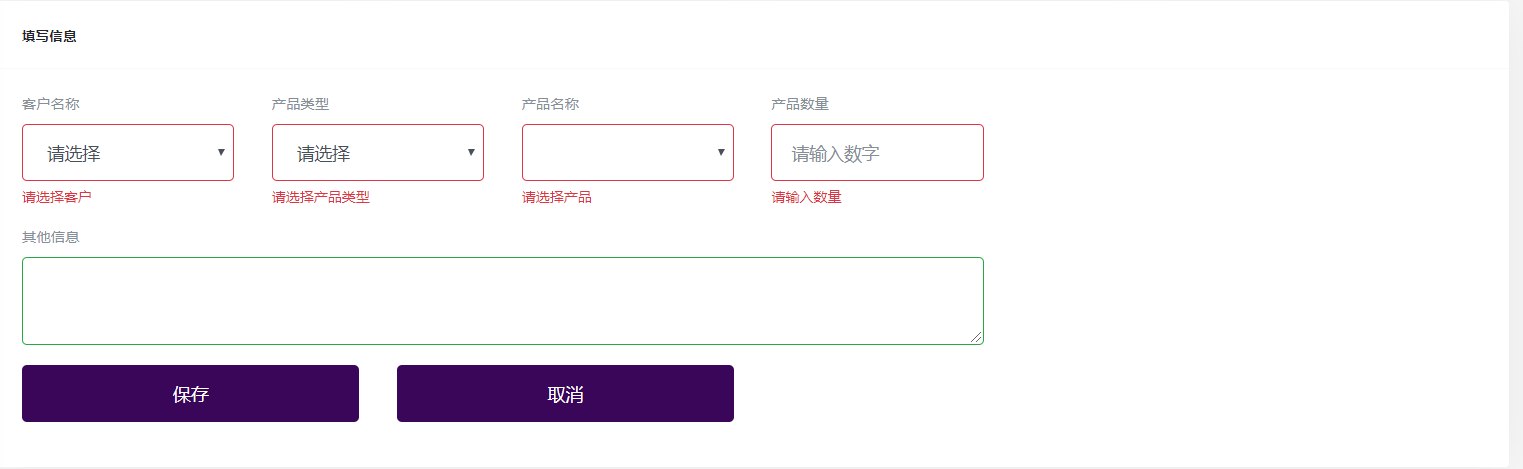 填写信息
客户名称 产品类型 产品名称 产品数量
请选择 请选择 请输入数字
请选择客户 请选择产品类型 请选择产品 请输入数量
其他信息
保存 取消